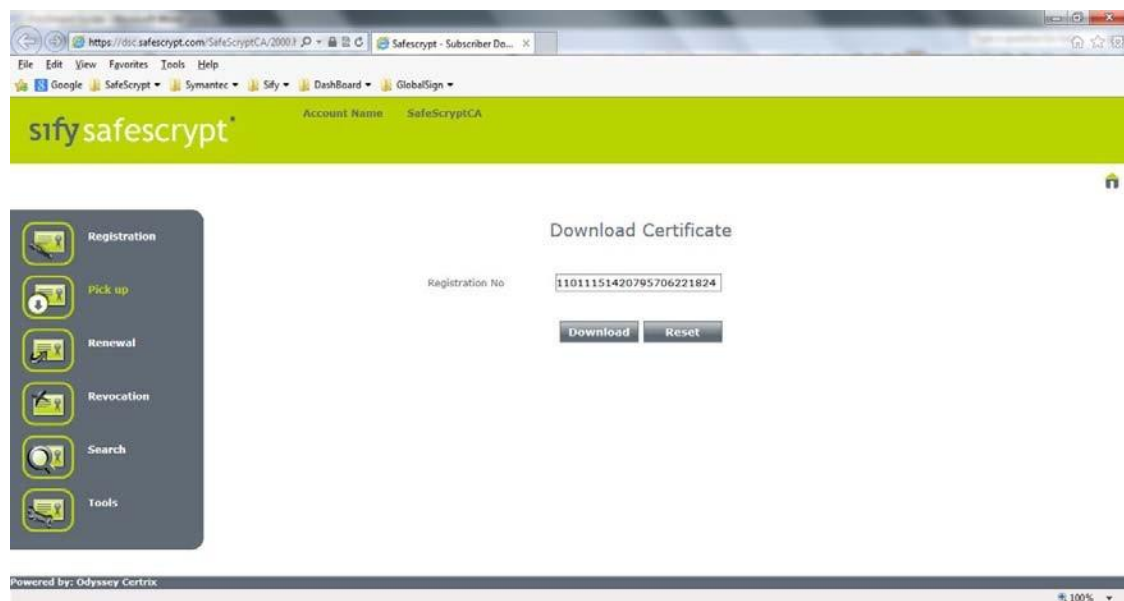 https://dsc.safescrypt.com/SafeScryptCA/2000
Safescrypt - Subscriber Do...
File Edit View Favorites Tools Help
Google SafeScrypt Symantec Sify DashBoard GlobalSign
sify safescrypt
Account Name SafeScryptCA
Registration
Pick up
Renewal
Revocation
Search
Tools
Download Certificate
Registration No 11011151420795706221824
Download Reset
Powered by: Odyssey Certrix
100%